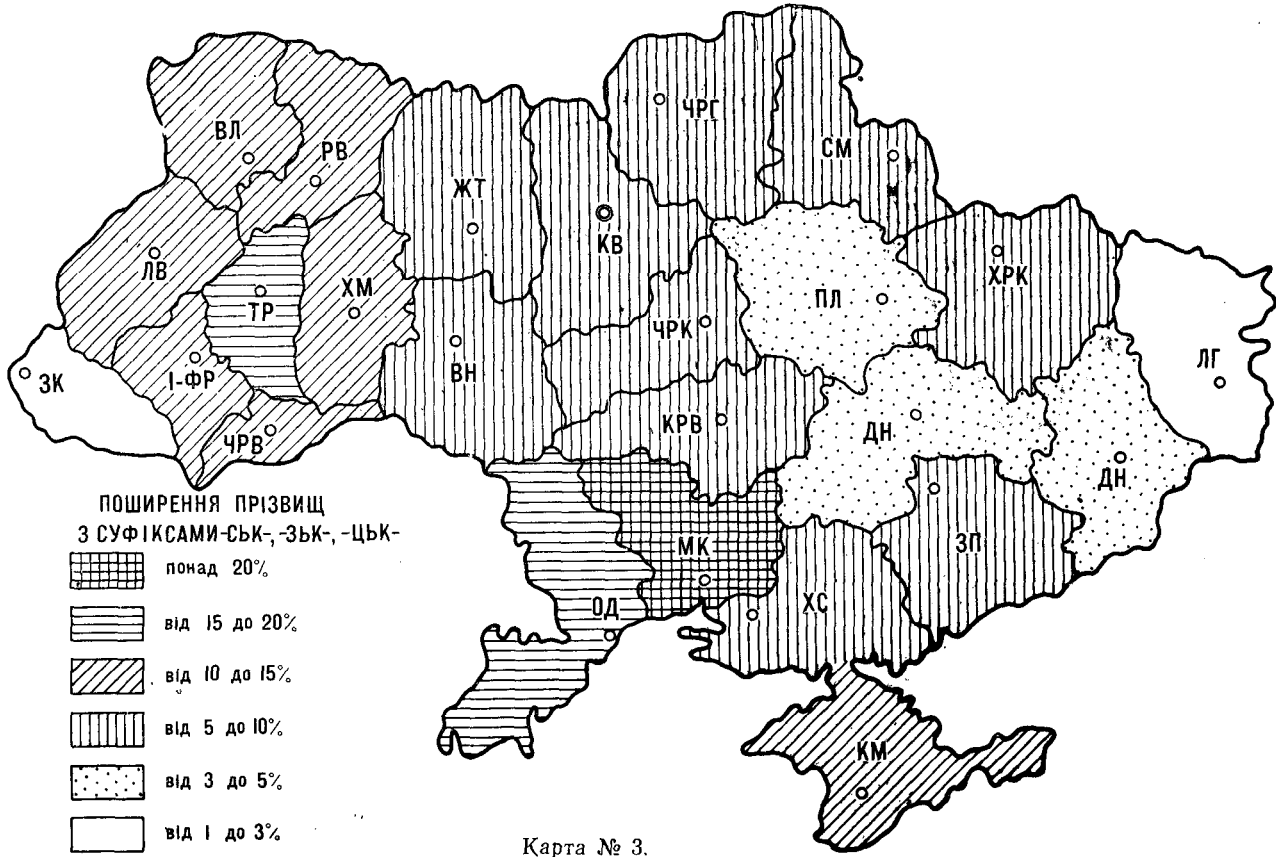 ЧРГ
СМ
ВЛ
РВ
ЖТ
КВ
ХРК
ЛВ
ТР
ХМ
ПЛ
ЧРК
ЗК
І-ФР
ВН
ЛГ
КРВ
ДН
ЧРВ
ДН
МК
ЗП
ОД
ХС
КМ
ПОШИРЕННЯ ПРІЗВИЩ
З СУФІКСАМИ-СЬК-,-ЗЬК-,-ЦЬК-
понад 20%
від 15 до 20%
від 10 до 15%
від 5 до 10%
від 3 до 5%
від 1 до 3%
Карта № 3.